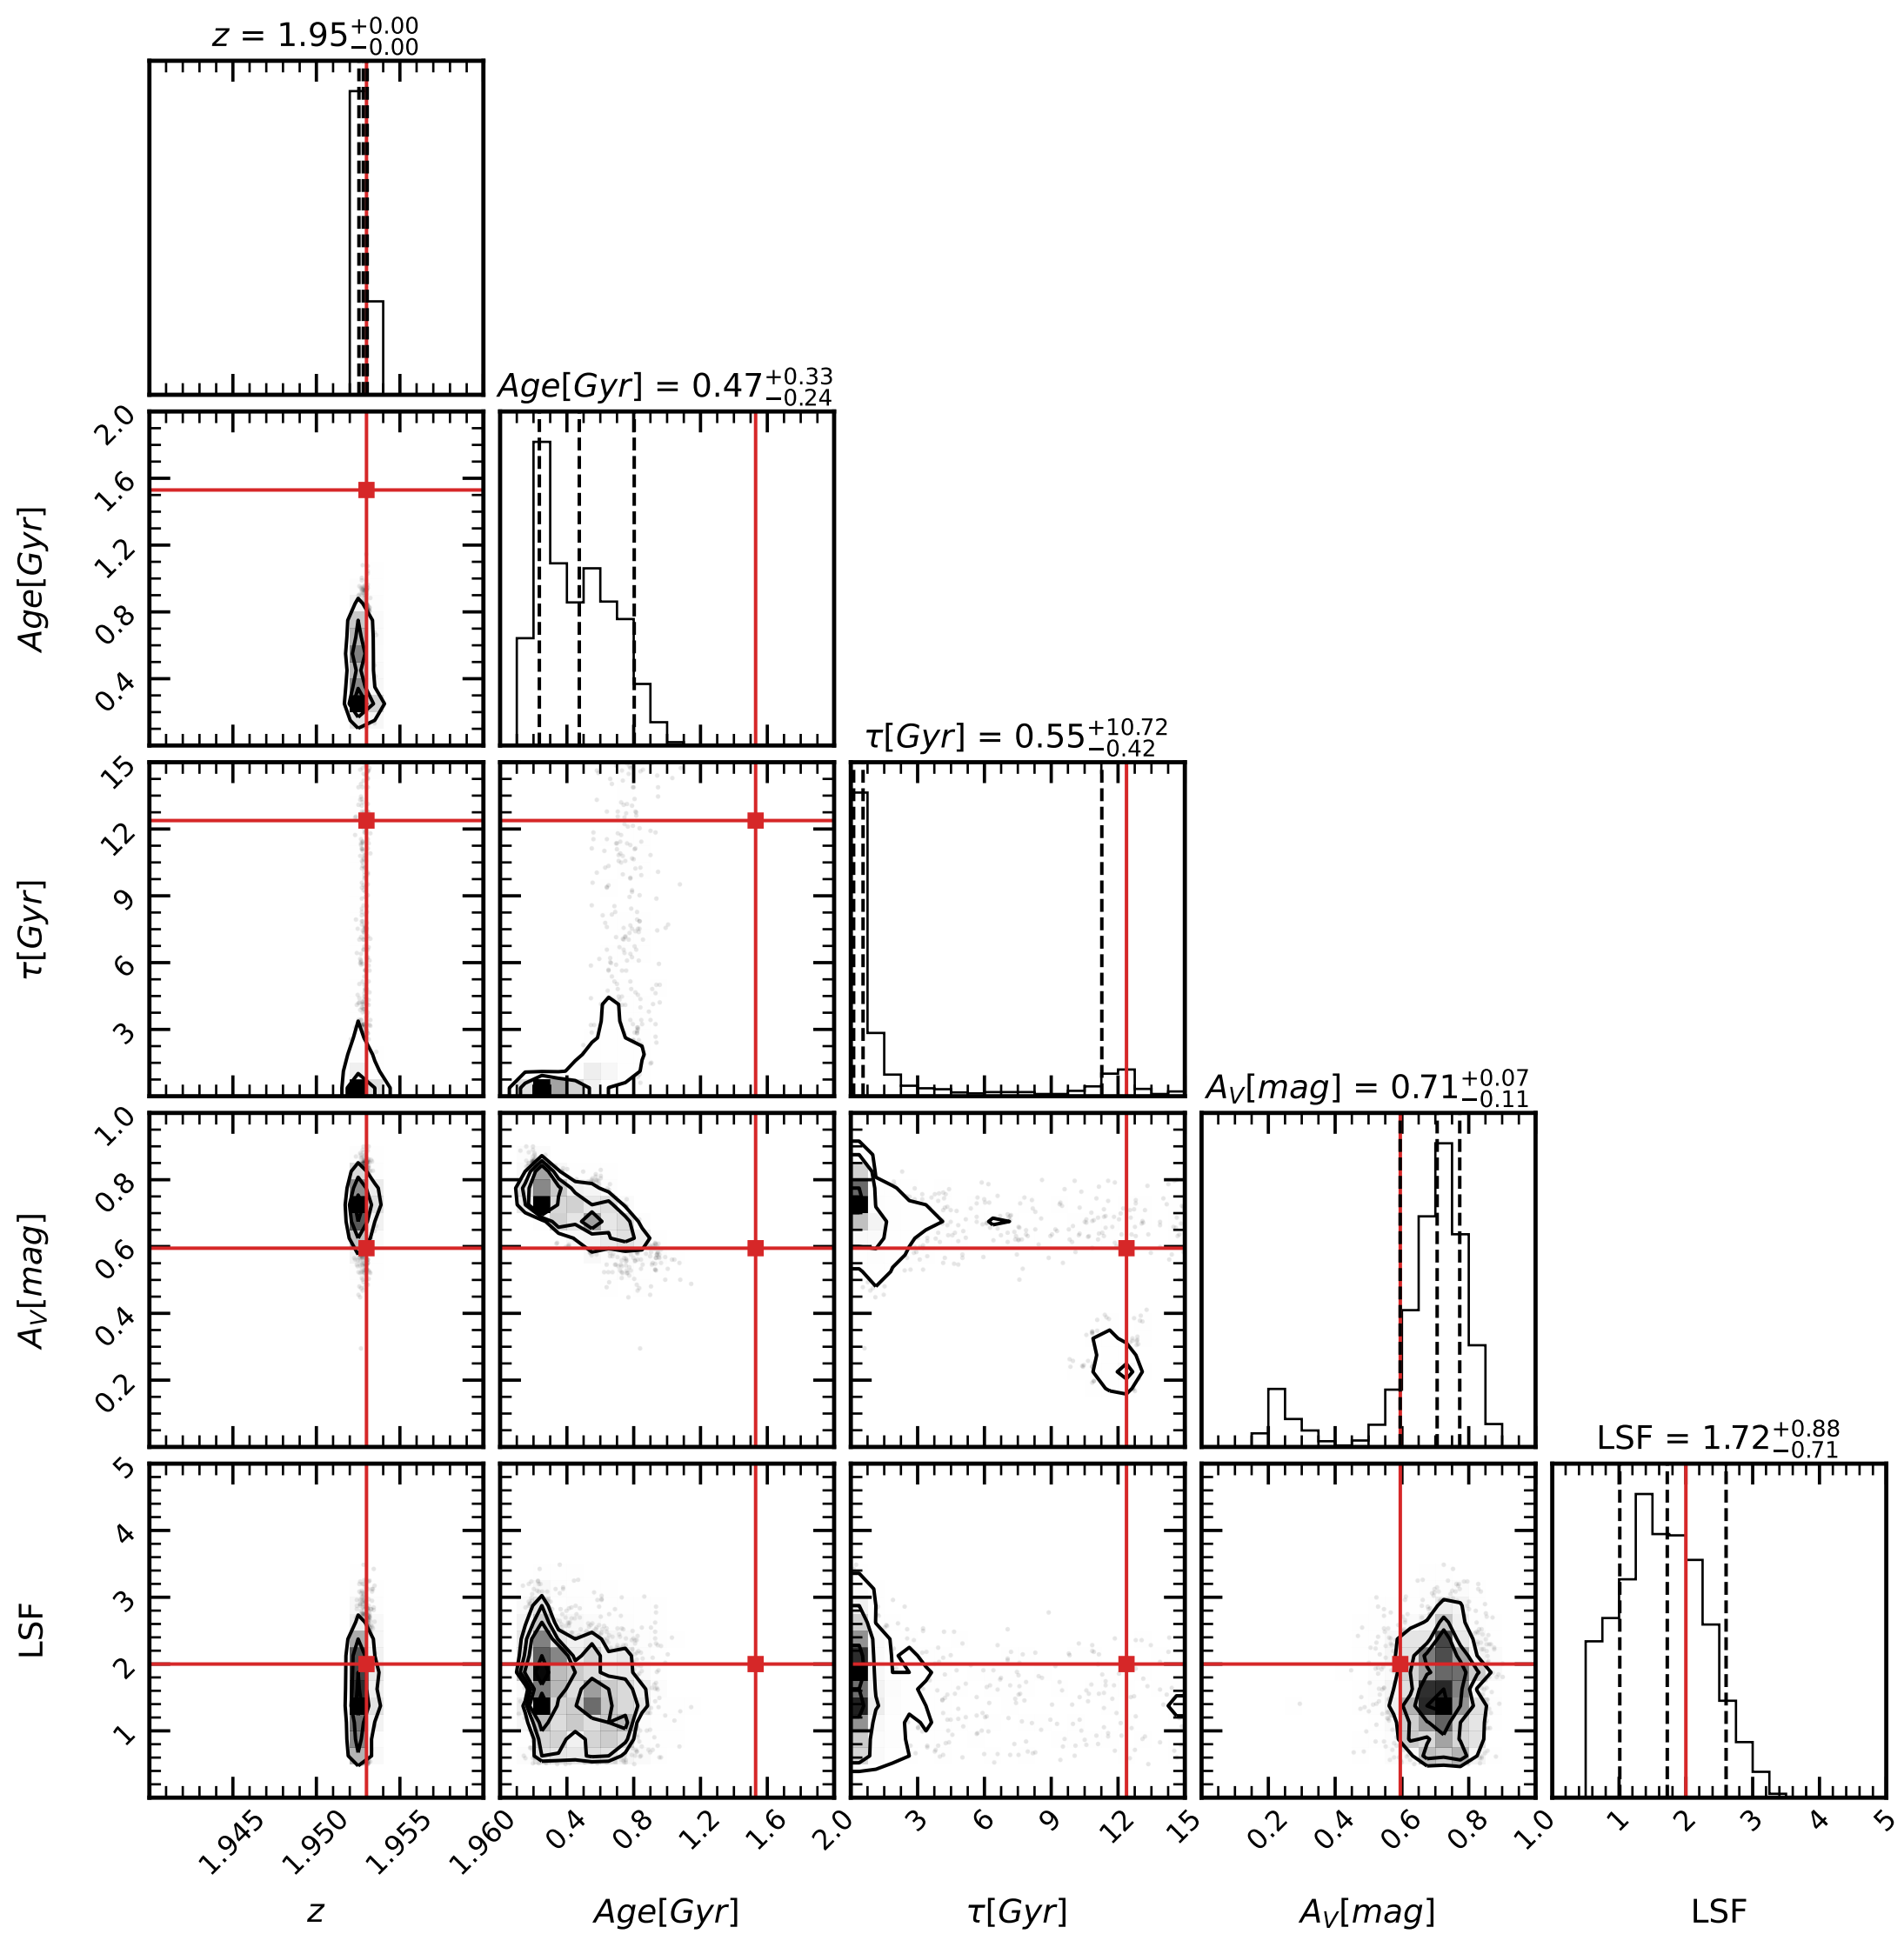 z = 1.95+0.00−0.00
Age[Gyr] = 0.47+0.33−0.24
2.0
1.6
1.2
0.8
0.4
Age[Gyr]
τ[Gyr] = 0.55+10.72−0.42
15
12
9
6
3
τ[Gyr]
AV[mag] = 0.71+0.07−0.11
1.0
0.8
0.6
0.4
0.2
AV[mag]
LSF = 1.72+0.88−0.71
5
4
3
2
1
LSF
1.945 1.950 1.955 1.960 0.4 0.8 1.2 1.6 2.0 3 6 9 12 15 0.2 0.4 0.6 0.8 1.0 1 2 3 4 5
z Age[Gyr] τ[Gyr] AV[mag] LSF